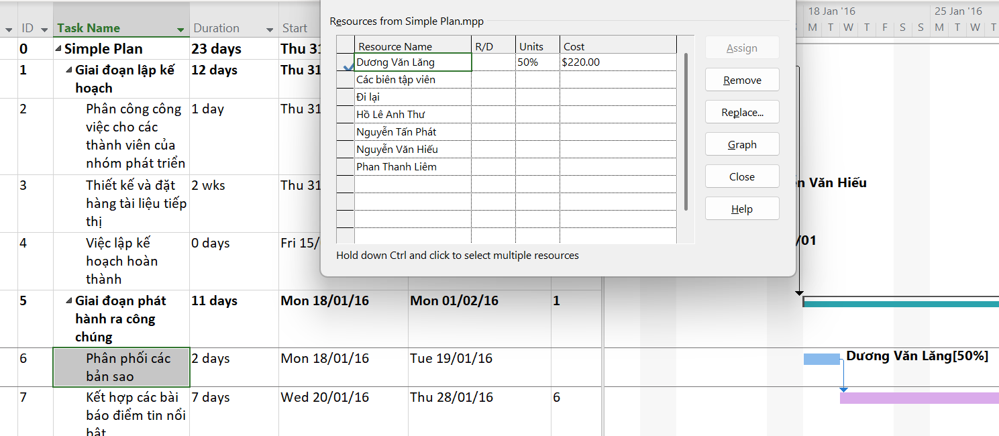 ID Task Name Duration Start
0 Simple Plan 23 days Thu 31
1 Giai đoạn lập kế 12 days Thu 31
hoạch
2 Phân công công 1 day Thu 31
việc cho các
thành viên của
nhóm phát triển
3 Thiết kế và đặt 2 wks Thu 31
hàng tài liệu tiếp
thị
4 Việc lập kế 0 days Fri 15/
hoạch hoàn
thành
5 Giai đoạn phát 11 days Mon 18/01/16 Mon 01/02/16 1
hành ra công
chúng
6 Phân phối các 2 days Mon 18/01/16 Tue 19/01/16
bản sao
7 Kết hợp các bài 7 days Wed 20/01/16 Thu 28/01/16 6
báo điểm tin nổi
bật
Resources from Simple Plan.mpp
Resource Name R/D Units Cost
Dương Văn Lăng 50% $220.00
Các biên tập viên
Đi lại
Hồ Lê Anh Thư
Nguyễn Tấn Phát
Nguyễn Văn Hiếu
Phan Thanh Liêm
Hold down Ctrl and click to select multiple resources
Assign
Remove
Replace...
Graph
Close
Help
18 Jan '16 25 Jan '16
M T W T F S S M T W T
n Văn Hiếu
/01
Dương Văn Lăng[50%]